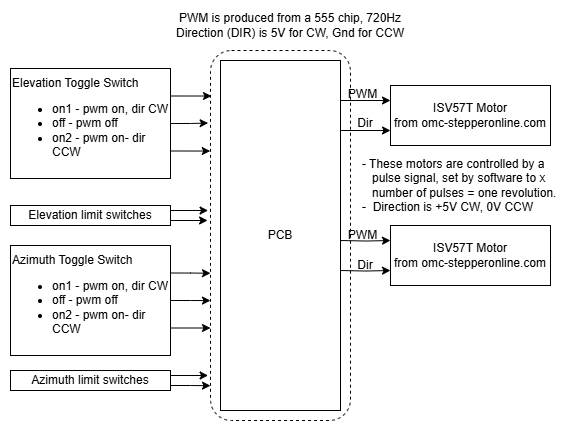 PWM is produced from a 555 chip, 720Hz
Direction (DIR) is 5V for CW, Gnd for CCW
Elevation Toggle Switch
• on1 - pwm on, dir CW
• off - pwm off
• on2 - pwm on- dir
CCW
Elevation limit switches
Azimuth Toggle Switch
• on1 - pwm on, dir CW
• off - pwm off
• on2 - pwm on- dir
CCW
Azimuth limit switches
PCB
PWM
Dir
ISV57T Motor
from omc-stepperonline.com
- These motors are controlled by a
pulse signal, set by software to x
number of pulses = one revolution.
- Direction is +5V CW, 0V CCW
PWM
Dir
ISV57T Motor
from omc-stepperonline.com